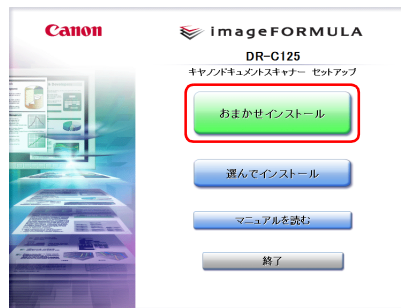 Canon
imageFORMULA
DR-C125
キヤノンドキュメントスキャナー セットアップ
おまかせインストール
選んでインストール
マニュアルを読む
終了